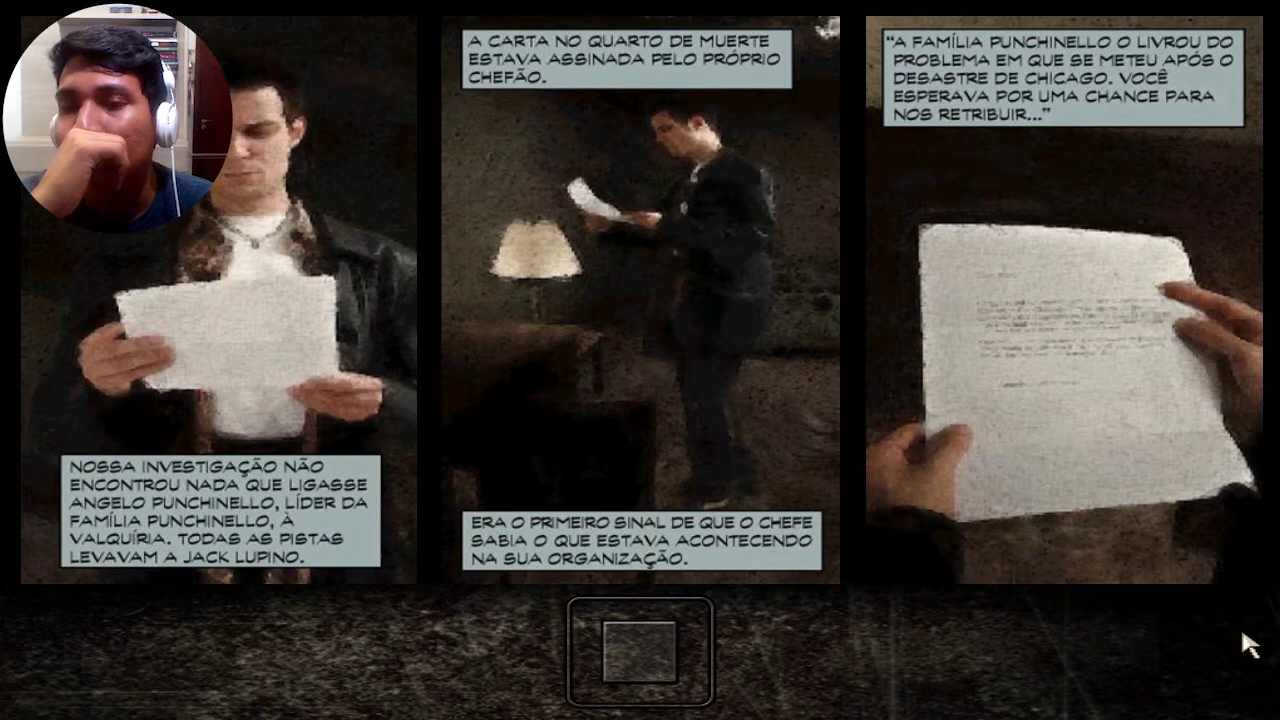 NOSSA INVESTIGAÇÃO NÃO
ENCONTROU NADA QUE LIGASSE
ANGELO PUNCHINELLO, LÍDER DA
FAMÍLIA PUNCHINELLO, À
VALQUÍRIA. TODAS AS PISTAS
LEVAVAM A JACK LUPINO.
A CARTA NO QUARTO DE MUERTE
ESTAVA ASSINADA PELO PRÓPRIO
CHEFÃO.
ERA O PRIMEIRO SINAL DE QUE O CHEFE
SABIA O QUE ESTAVA ACONTECENDO
NA SUA ORGANIZAÇÃO.
“A FAMÍLIA PUNCHINELLO O LIVROU DO
PROBLEMA EM QUE SE METEU APÓS O
DESASTRE DE CHICAGO. VOCÊ
ESPERAVA POR UMA CHANCE PARA
NOS RETRIBUIR...”